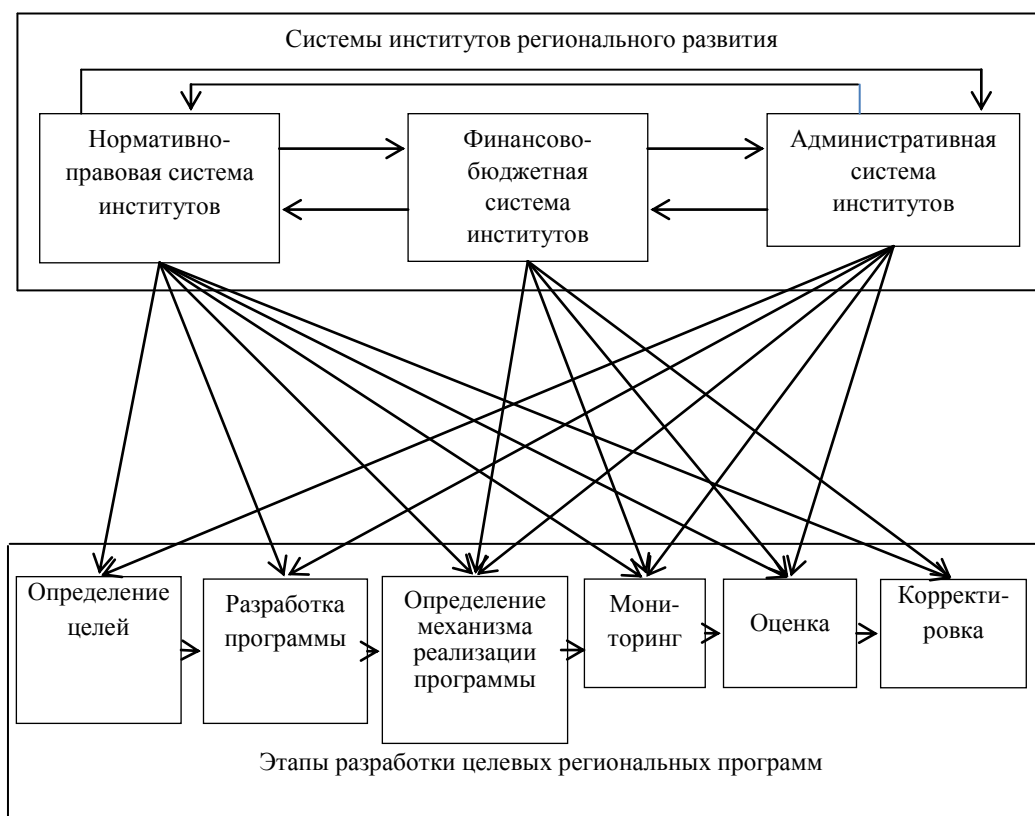 Системы институтов регионального развития
Нормативно-
правовая система
институтов
Финансово-
бюджетная
система
институтов
Административная
система
институтов
Определение
целей
Разработка
программы
Определение
механизма
реализации
программы
Мони-
торинг
Оценка
Корректи-
ровка
Этапы разработки целевых региональных программ